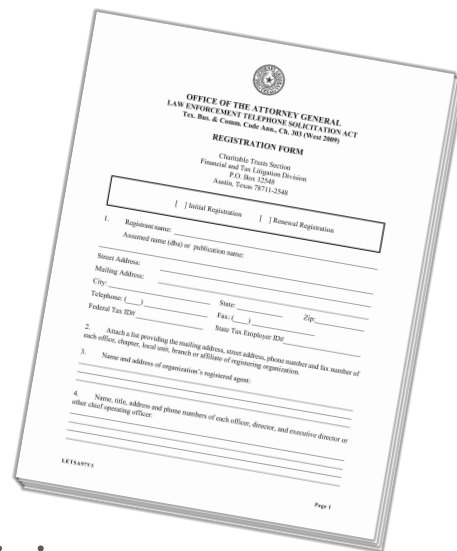 OFFICE OF THE ATTORNEY GENERAL
LAW ENFORCEMENT TELEPHONE SOLICITATION ACT
Tex. Bus. & Comm. Code Ann., Ch. 303 (West 2009)
REGISTRATION FORM
Charitable Trusts Section
Financial and Tax Litigation Division
P.O. Box 12548
Austin, Texas 78711-2548
[ ] Initial Registration [ ] Renewal Registration
1. Registrant name:
Assumed name (dba) or publication name:
Street Address:
Mailing Address:
City: State: Zip:
Telephone: (___) Fax: (___)
Federal Tax ID# State Tax Employer ID#
2. Attach a list providing the mailing address, street address, phone number and fax number of
each office, chapter, local unit, branch or affiliate of registering organization.
3. Name and address of organization's registered agent:
4. Name, title, address and phone numbers of each officer, director, and executive director or
other chief operating officer:
Page 1